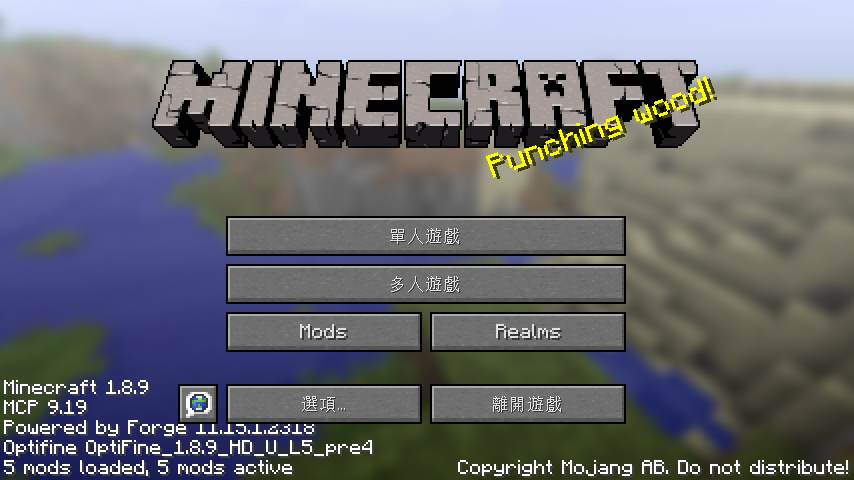 MINECRAFT
Punching wood!
單人遊戲
多人遊戲
Mods
Realms
選項...
離開遊戲
Minecraft 1.8.9
MCP 9.19
Powered by Forge 11.15.1.2318
Optifine OptiFine_1.8.9_HD_U_L5_pre4
5 mods loaded, 5 mods active
Copyright Mojang AB. Do not distribute!